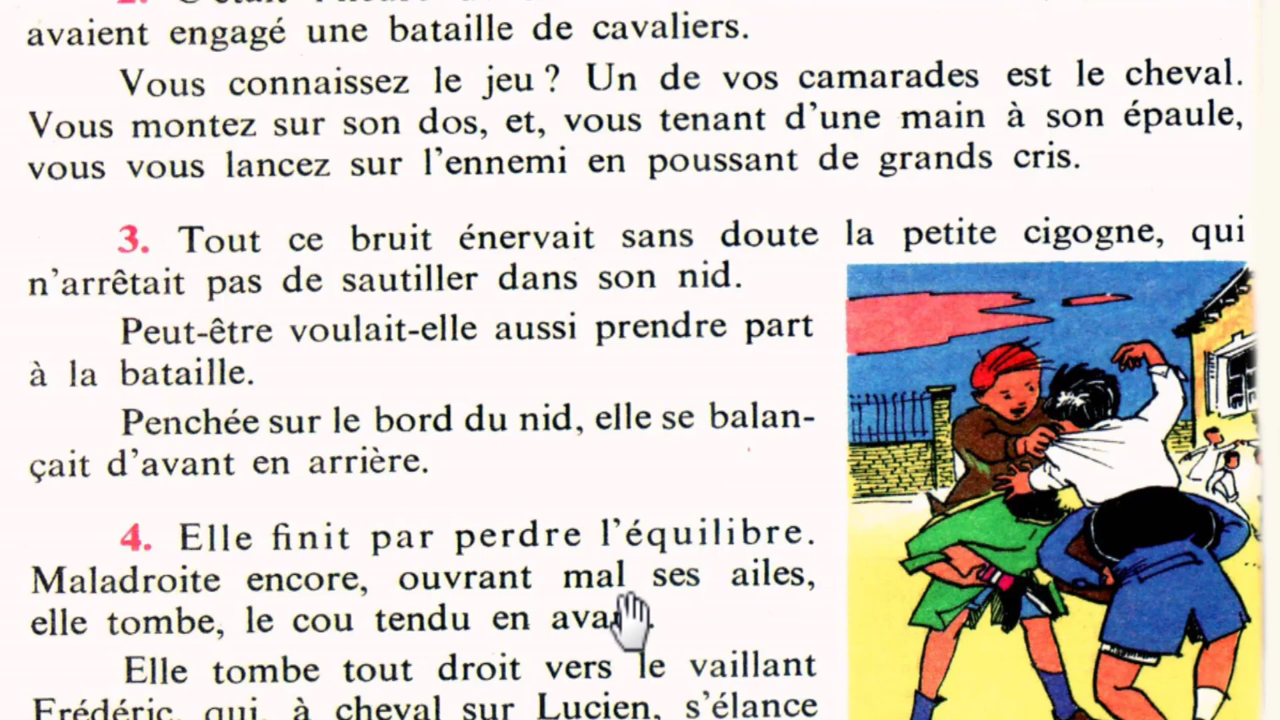 avaient engagé une bataille de cavaliers.
Vous connaissez le jeu ? Un de vos camarades est le cheval.
Vous montez sur son dos, et, vous tenant d'une main à son épaule,
vous vous lancez sur l'ennemi en poussant de grands cris.
3. Tout ce bruit énervait sans doute la petite cigogne, qui
n'arrêtait pas de sautiller dans son nid.
Peut-être voulait-elle aussi prendre part
à la bataille.
Penchée sur le bord du nid, elle se balan-
çait d'avant en arrière.
4. Elle finit par perdre l'équilibre.
Maladroite encore, ouvrant mal ses ailes,
elle tombe, le cou tendu en
Elle tombe tout droit vers le vaillant
Frédéric, qui, à cheval sur Lucien, s'élance